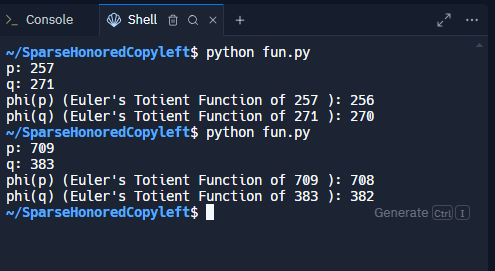 Console
Shell
~/SparseHonoredCopyleft$ python fun.py
p: 257
q: 271
phi(p) (Euler's Totient Function of 257 ): 256
phi(q) (Euler's Totient Function of 271 ): 270
~/SparseHonoredCopyleft$ python fun.py
p: 709
q: 383
phi(p) (Euler's Totient Function of 709 ): 708
phi(q) (Euler's Totient Function of 383 ): 382
~/SparseHonoredCopyleft$
Generate Ctrl I